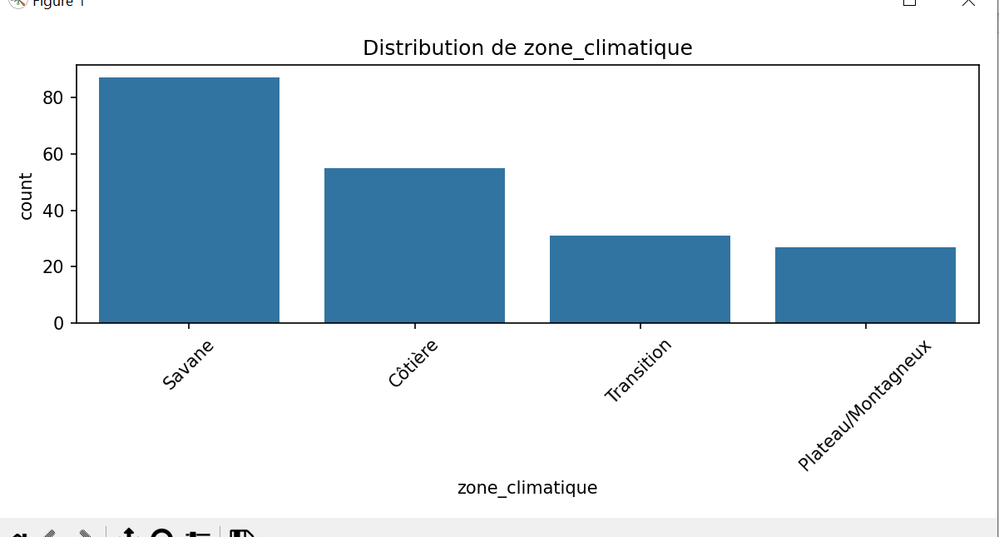 Figure 1
Distribution de zone_climatique
80
60
40
20
0
count
Savane
Côtière
Transition
Plateau/Montagneux
zone_climatique